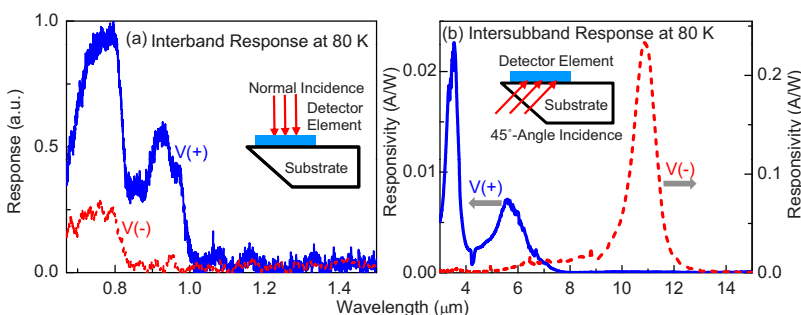 (a) Interband Response at 80 K
Response (a.u.)
1.0
0.5
0.0
0.8
1.0
1.2
1.4
Normal Incidence
Detector
Element
Substrate
V(+)
V(-)
(b) Intersubband Response at 80 K
Responsivity (A/W)
0.02
0.01
0.00
4
6
8
10
12
14
Detector Element
Substrate
45°-Angle Incidence
V(+)
V(-)
0.2
0.1
0.0
Responsivity (A/W)
Wavelength (μm)